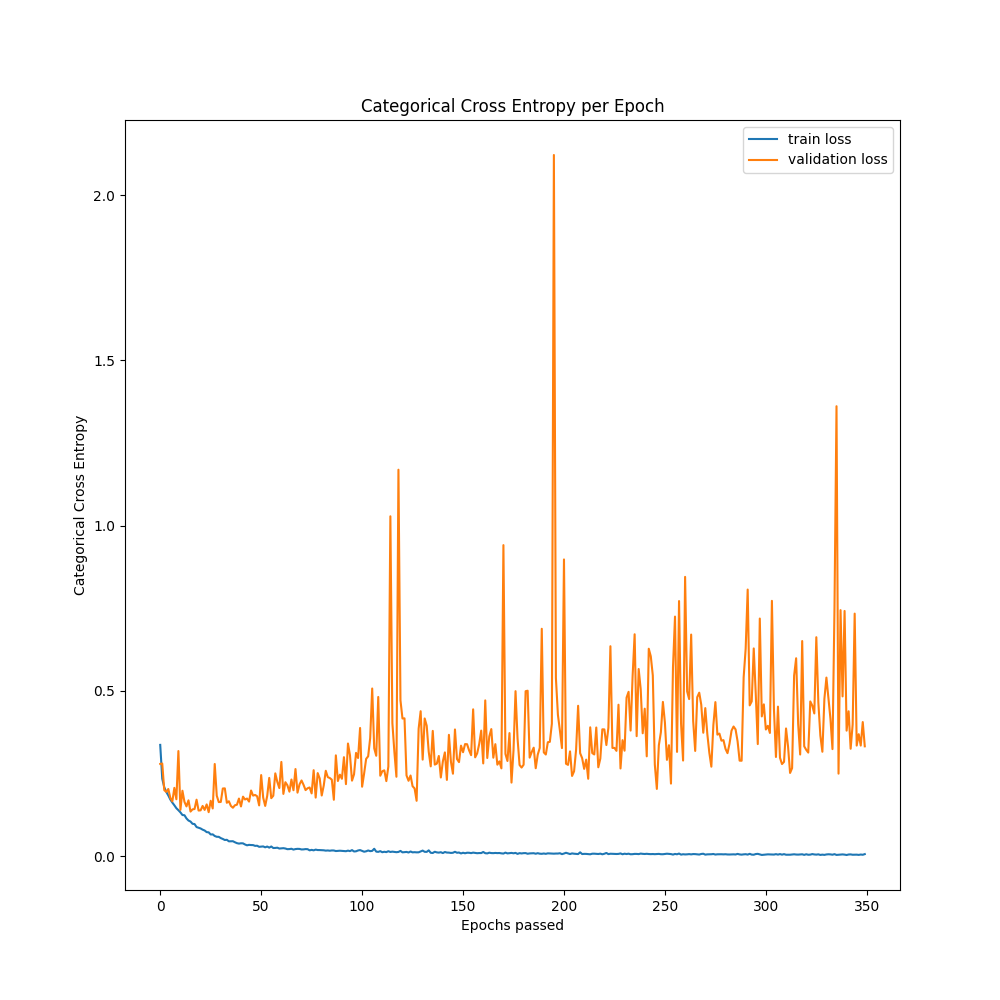 Categorical Cross Entropy per Epoch
train loss
validation loss
Categorical Cross Entropy
2.0
1.5
1.0
0.5
0.0
0 50 100 150 200 250 300 350
Epochs passed